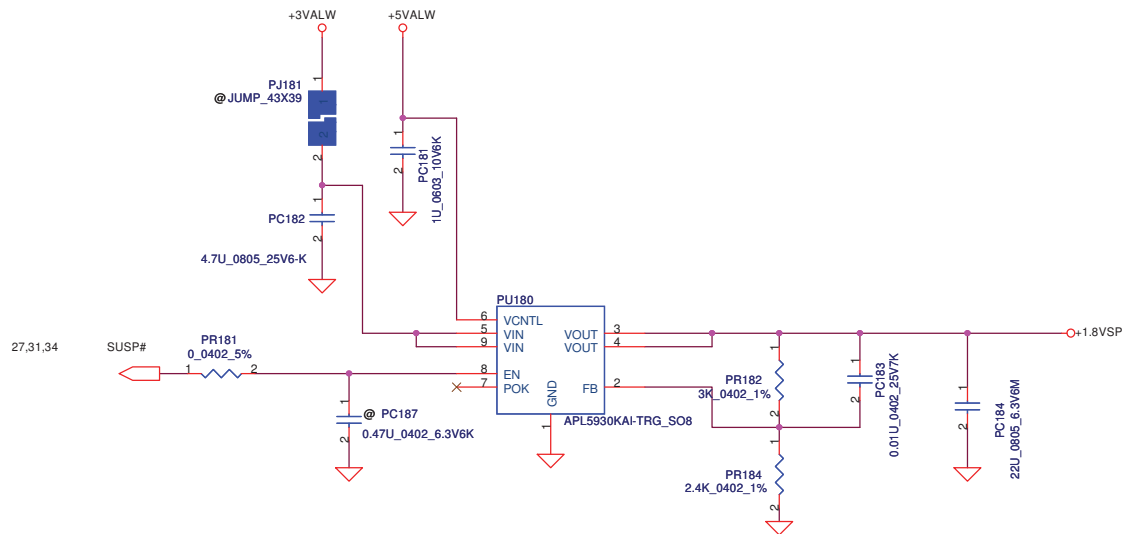 +3VALW
+5VALW
1
PJ181
@ JUMP_43X39
1
2
2
1
PC181
1U_0603_10V6K
2
1
PC182
2
4.7U_0805_25V6-K
PU180
6 VCNTL
5 VIN
9 VIN
VOUT 3
VOUT 4
8 EN
7 POK
FB 2
GND
1
APL5930KAI-TRG_SO8
+1.8VSP
27,31,34
SUSP#
PR181
0_0402_5%
1
2
1
@ PC187
0.47U_0402_6.3V6K
2
1
PR182
3K_0402_1%
2
1
PC183
0.01U_0402_25V7K
2
1
PC184
22U_0805_6.3V6M
2
1
PR184
2.4K_0402_1%
2